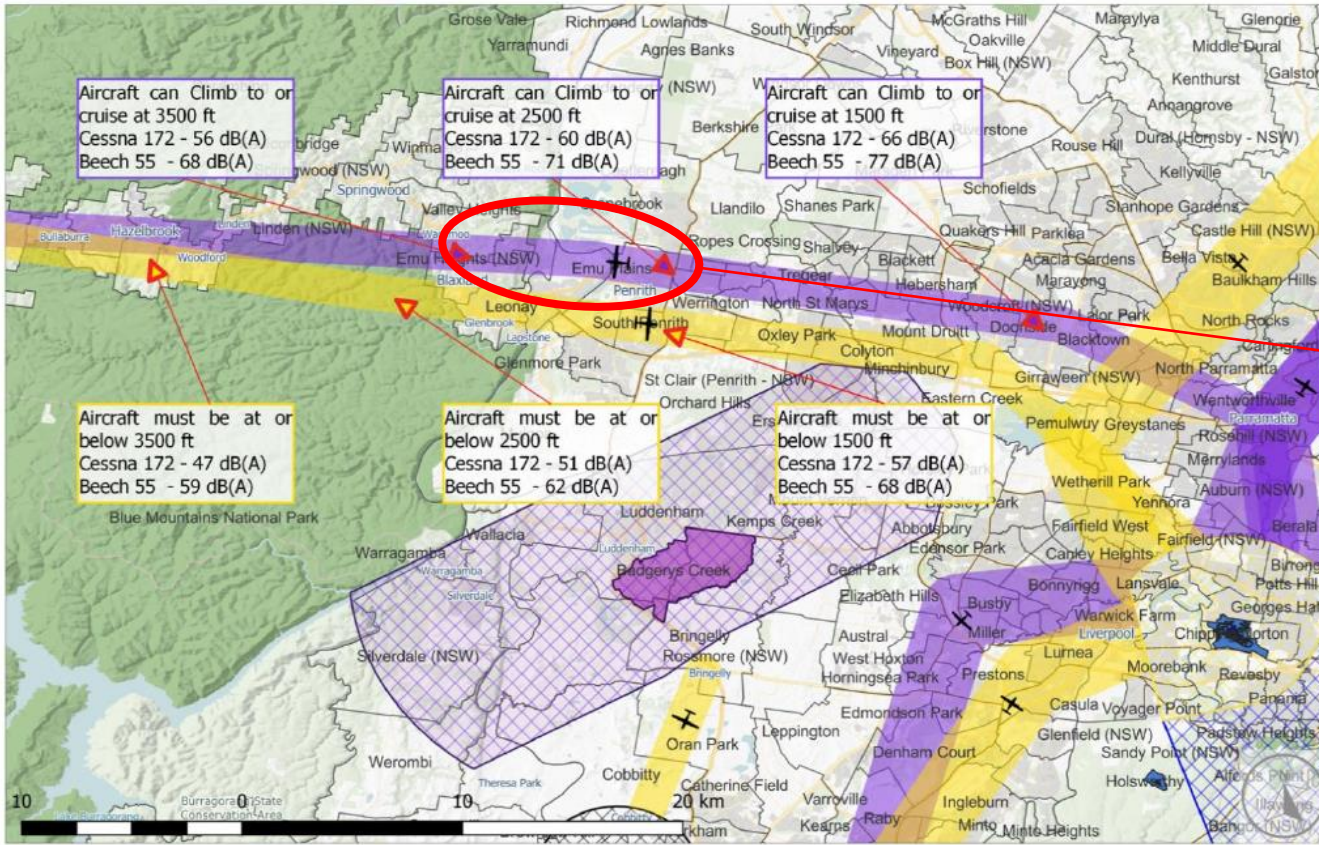 Grose Vale
Richmond Lowlands
South Windsor
McGraths Hill
Maraylya
Glenorie
Yarramundi
Agnes Banks
Vineyard
Oakville
Box Hill (NSW)
Middle Dural
Kenthurst
Galston
Annangrove
Dural (Hornsby - NSW)
Aircraft can Climb to or
cruise at 3500 ft
Cessna 172 - 56 dB(A)
Beech 55 - 68 dB(A)
Aircraft can Climb to or
cruise at 2500 ft
Cessna 172 - 60 dB(A)
Beech 55 - 71 dB(A)
Aircraft can Climb to or
cruise at 1500 ft
Cessna 172 - 66 dB(A)
Beech 55 - 77 dB(A)
Berkshire
Rouse Hill
Kellyville
Springwood
Schofields
Stanhope Gardens
Valley Heights
Llandilo
Shanes Park
Quakers Hill
Parklea
Castle Hill (NSW)
Bullaburra
Hazelbrook
Linden
Linden (NSW)
Woodford
Ropes Crossing
Shalvey
Blackett
Acacia Gardens
Bella Vista
Emu Heights (NSW)
Emu Plains
Tregear
Hebersham
Marayong
Baulkham Hills
Penrith
Leonay
Werrington
North St Marys
Woodcroft (NSW)
Lalor Park
Glenbrook
Lapstone
South Penrith
Oxley Park
Mount Druitt
Doonside
Blacktown
North Rocks
Carlingford
Glenmore Park
Colyton
Minchinbury
St Clair (Penrith - NSW)
Orchard Hills
Eastern Creek
Girraween (NSW)
North Parramatta
Wentworthville
Parramatta
Pemulwuy
Greystanes
Rosehill (NSW)
Merrylands
Aircraft must be at or
below 3500 ft
Cessna 172 - 47 dB(A)
Beech 55 - 59 dB(A)
Aircraft must be at or
below 2500 ft
Cessna 172 - 51 dB(A)
Beech 55 - 62 dB(A)
Aircraft must be at or
below 1500 ft
Cessna 172 - 57 dB(A)
Beech 55 - 68 dB(A)
Wetherill Park
Yennora
Auburn (NSW)
Blue Mountains National Park
Luddenham
Kemps Creek
Abbotsbury
Fairfield West
Fairfield (NSW)
Berala
Wallacia
Warragamba
Warragamba
Silverdale
Luddenham
Badgerys Creek
Edensor Park
Cecil Park
Canley Heights
Elizabeth Hills
Bonnyrigg
Lansvale
Potts Hill
Busby
Miller
Warwick Farm
Liverpool
Silverdale (NSW)
Bringelly
Rossmore (NSW)
Bringelly
Austral
West Hoxton
Horningsea Park
Lurnea
Prestons
Moorebank
Revesby
Panania
Edmondson Park
Casula
Voyager Point
Padstow Heights
Oran Park
Leppington
Denham Court
Glenfield (NSW)
Sandy Point (NSW)
Holsworthy
Werombi
Theresa Park
Cobbitty
Catherine Field
Varroville
Raby
Kearns
Ingleburn
Minto
Minto Heights
Cobbitty
Burragorang State
Conservation Area
10 0 10 20 km